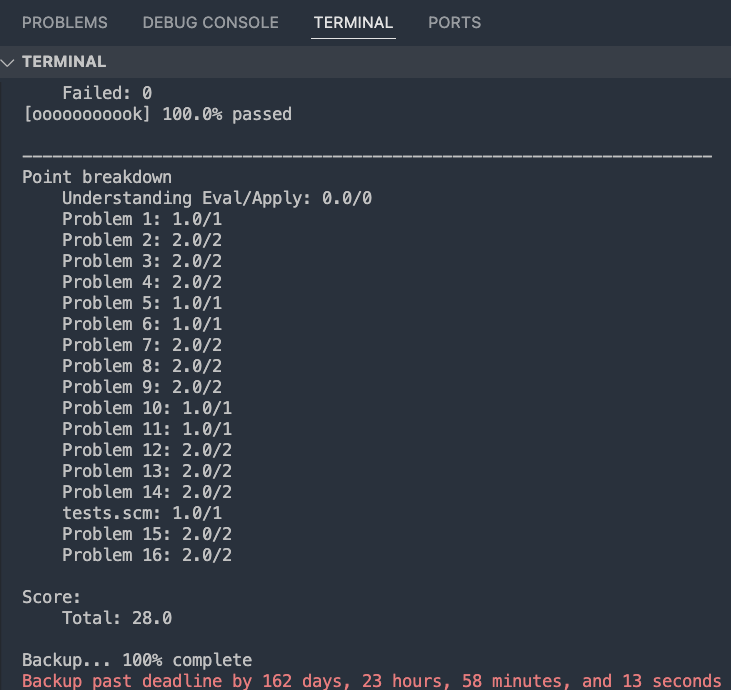 PROBLEMS DEBUG CONSOLE TERMINAL PORTS
TERMINAL
Failed: 0
[oooooooooook] 100.0% passed
---------------------------------------------------------------------
Point breakdown
Understanding Eval/Apply: 0.0/0
Problem 1: 1.0/1
Problem 2: 2.0/2
Problem 3: 2.0/2
Problem 4: 2.0/2
Problem 5: 1.0/1
Problem 6: 1.0/1
Problem 7: 2.0/2
Problem 8: 2.0/2
Problem 9: 2.0/2
Problem 10: 1.0/1
Problem 11: 1.0/1
Problem 12: 2.0/2
Problem 13: 2.0/2
Problem 14: 2.0/2
tests.scm: 1.0/1
Problem 15: 2.0/2
Problem 16: 2.0/2
Score:
Total: 28.0
Backup... 100% complete
Backup past deadline by 162 days, 23 hours, 58 minutes, and 13 seconds